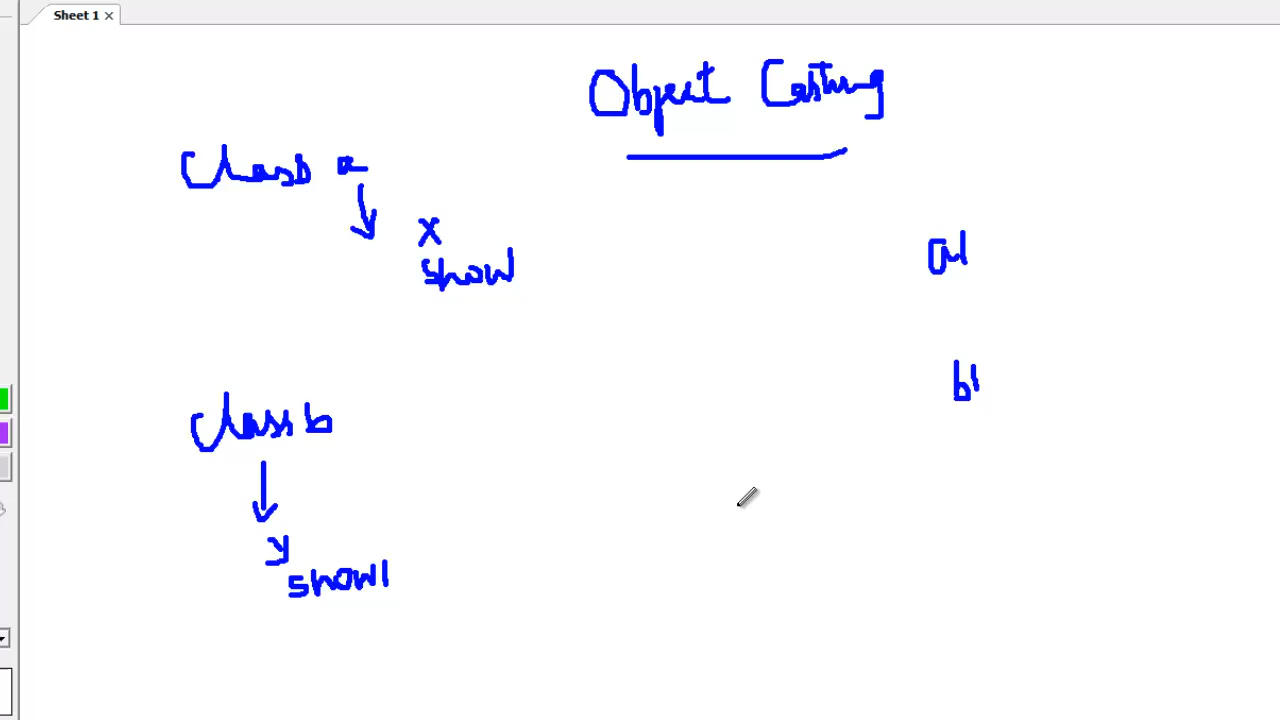 Sheet 1
Object Casting
Class a
x
show
a1
b1
Class b
y
show1